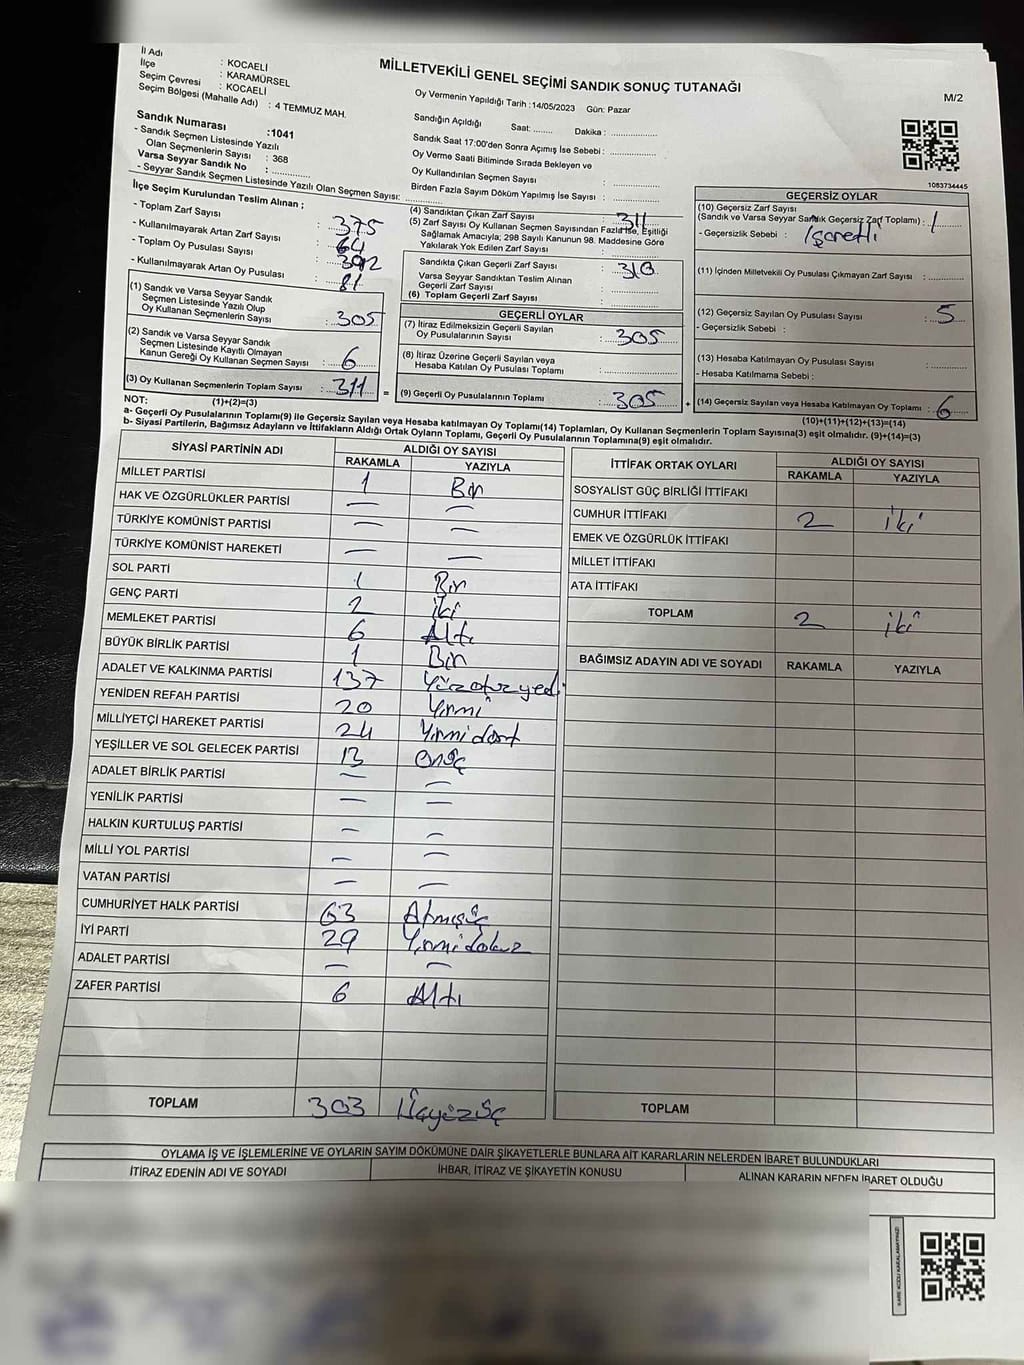 MİLLETVEKİLİ GENEL SEÇİMİ SANDIK SONUÇ TUTANAĞI
M/2
İl Adı : KOCAELİ
İlçe : KARAMÜRSEL
Seçim Çevresi : KOCAELİ
Seçim Bölgesi (Mahalle Adı) : 4 TEMMUZ MAH.
Sandık Numarası :1041
- Sandık Seçmen Listesinde Yazılı
Olan Seçmenlerin Sayısı : 368
Varsa Seyyar Sandık No : ............
- Seyyar Sandık Seçmen Listesinde Yazılı Olan Seçmen Sayısı: ............
Oy Vermenin Yapıldığı Tarih :14/05/2023 Gün: Pazar
Sandığın Açıldığı Saat: ........ Dakika : ................
Sandık Saat 17:00'den Sonra Açımış İse Sebebi : ................
Oy Verme Saati Bitiminde Sırada Bekleyen ve
Oy Kullandırılan Seçmen Sayısı : ............
Birden Fazla Sayım Döküm Yapılmış İse Sayısı : ............
1083734445
İlçe Seçim Kurulundan Teslim Alınan ;
- Toplam Zarf Sayısı : 375
- Kullanılmayarak Artan Zarf Sayısı : 64
- Toplam Oy Pusulası Sayısı : 392
- Kullanılmayarak Artan Oy Pusulası : 81
(1) Sandık ve Varsa Seyyar Sandık
Seçmen Listesinde Yazılı Olup
Oy Kullanan Seçmenlerin Sayısı : 305
(2) Sandık ve Varsa Seyyar Sandık
Seçmen Listesinde Kayıtlı Olmayan
Kanun Gereği Oy Kullanan Seçmen Sayısı : 6
(3) Oy Kullanan Seçmenlerin Toplam Sayısı : 311 =
(1)+(2)=(3)
(4) Sandıktan Çıkan Zarf Sayısı : 311
(5) Zarf Sayısı Oy Kullanan Seçmen Sayısından Fazla İse, Eşitliği
Sağlamak Amacıyla; 298 Sayılı Kanunun 98. Maddesine Göre
Yakılarak Yok Edilen Zarf Sayısı : ............
Sandıkta Çıkan Geçerli Zarf Sayısı : 310
Varsa Seyyar Sandıktan Teslim Alınan
Geçerli Zarf Sayısı : ............
(6) Toplam Geçerli Zarf Sayısı : ............
GEÇERLİ OYLAR
(7) İtiraz Edilmeksizin Geçerli Sayılan
Oy Pusulalarının Sayısı : 305
(8) İtiraz Üzerine Geçerli Sayılan veya
Hesaba Katılan Oy Pusulası Toplamı : ............
(9) Geçerli Oy Pusulalarının Toplamı : 305 +
GEÇERSİZ OYLAR
(10) Geçersiz Zarf Sayısı
(Sandık ve Varsa Seyyar Sandık Geçersiz Zarf Toplamı) : 1
- Geçersizlik Sebebi : İşaretli
(11) İçinden Milletvekili Oy Pusulası Çıkmayan Zarf Sayısı : ............
(12) Geçersiz Sayılan Oy Pusulası Sayısı : 5
- Geçersizlik Sebebi :
(13) Hesaba Katılmayan Oy Pusulası Sayısı : ............
- Hesaba Katılmama Sebebi :
(14) Geçersiz Sayılan veya Hesaba Katılmayan Oy Pusulası Toplamı : 6
(10)+(11)+(12)+(13)=(14)
NOT:
a- Geçerli Oy Pusulalarının Toplamı(9) ile Geçersiz Sayılan veya Hesaba Katılmayan Oy Pusulası Toplamı(14) Toplamları, Oy Kullanan Seçmenlerin Toplam Sayısına(3) eşit olmalıdır. (9)+(14)=(3)
b- Siyasi Partilerin, Bağımsız Adayların ve İttifakların Aldığı Ortak Oyların Toplamı, Geçerli Oy Pusulalarının Toplamına(9) eşit olmalıdır.
SİYASİ PARTİNİN ADI ALDIĞI OY SAYISI
RAKAMLA YAZIYLA
MİLLET PARTİSİ 1 Bir
HAK VE ÖZGÜRLÜKLER PARTİSİ — —
TÜRKİYE KOMÜNİST PARTİSİ — —
TÜRKİYE KOMÜNİST HAREKETİ — —
SOL PARTİ 1 Bir
GENÇ PARTİ 2 İki
MEMLEKET PARTİSİ 6 Altı
BÜYÜK BİRLİK PARTİSİ 1 Bir
ADALET VE KALKINMA PARTİSİ 137 Yüzotuzyedi
YENİDEN REFAH PARTİSİ 20 Yirmi
MİLLİYETÇİ HAREKET PARTİSİ 24 Yirmidört
YEŞİLLER VE SOL GELECEK PARTİSİ 13 Onüç
ADALET BİRLİK PARTİSİ — —
YENİLİK PARTİSİ — —
HALKIN KURTULUŞ PARTİSİ — —
MİLLİ YOL PARTİSİ — —
VATAN PARTİSİ — —
CUMHURİYET HALK PARTİSİ 63 Atmışüç
İYİ PARTİ 29 Yirmidokuz
ADALET PARTİSİ — —
ZAFER PARTİSİ 6 Altı
TOPLAM 303 Üçyüzüç
İTTİFAK ORTAK OYLARI ALDIĞI OY SAYISI
RAKAMLA YAZIYLA
SOSYALİST GÜÇ BİRLİĞİ İTTİFAKI
CUMHUR İTTİFAKI 2 İki
EMEK VE ÖZGÜRLÜK İTTİFAKI
MİLLET İTTİFAKI
ATA İTTİFAKI
TOPLAM 2 İki
BAĞIMSIZ ADAYIN ADI VE SOYADI RAKAMLA YAZIYLA
TOPLAM
OYLAMA İŞ VE İŞLEMLERİNE VE OYLARIN SAYIM DÖKÜMÜNE DAİR ŞİKAYETLERLE BUNLARA AİT KARARLARIN NELERDEN İBARET BULUNDUKLARI
İTİRAZ EDENİN ADI VE SOYADI İHBAR, İTİRAZ VE ŞİKAYETİN KONUSU ALINAN KARARIN NEDEN İBARET OLDUĞU
KARE KODU KARALAMAYINIZ!